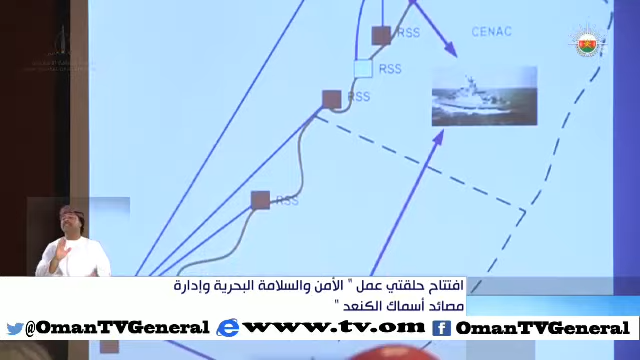 RSS
CENAC
RSS
RSS
RSS
افتتاح حلقتي عمل " الأمن والسلامة البحرية وإدارة
مصائد أسماك الكنعد "
@OmanTVGeneral www.tv.om OmanTVGeneral